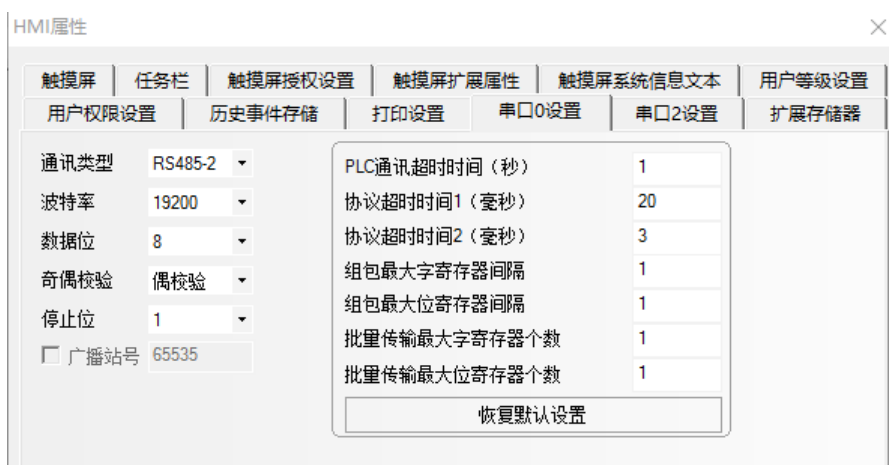 HMI属性
触摸屏 任务栏 触摸屏授权设置 触摸屏扩展属性 触摸屏系统信息文本 用户等级设置
用户权限设置 历史事件存储 打印设置 串口0设置 串口2设置 扩展存储器
通讯类型 RS485-2
波特率 19200
数据位 8
奇偶校验 偶校验
停止位 1
广播站号 65535
PLC通讯超时时间（秒） 1
协议超时时间1（毫秒） 20
协议超时时间2（毫秒） 3
组包最大字寄存器间隔 1
组包最大位寄存器间隔 1
批量传输最大字寄存器个数 1
批量传输最大位寄存器个数 1
恢复默认设置